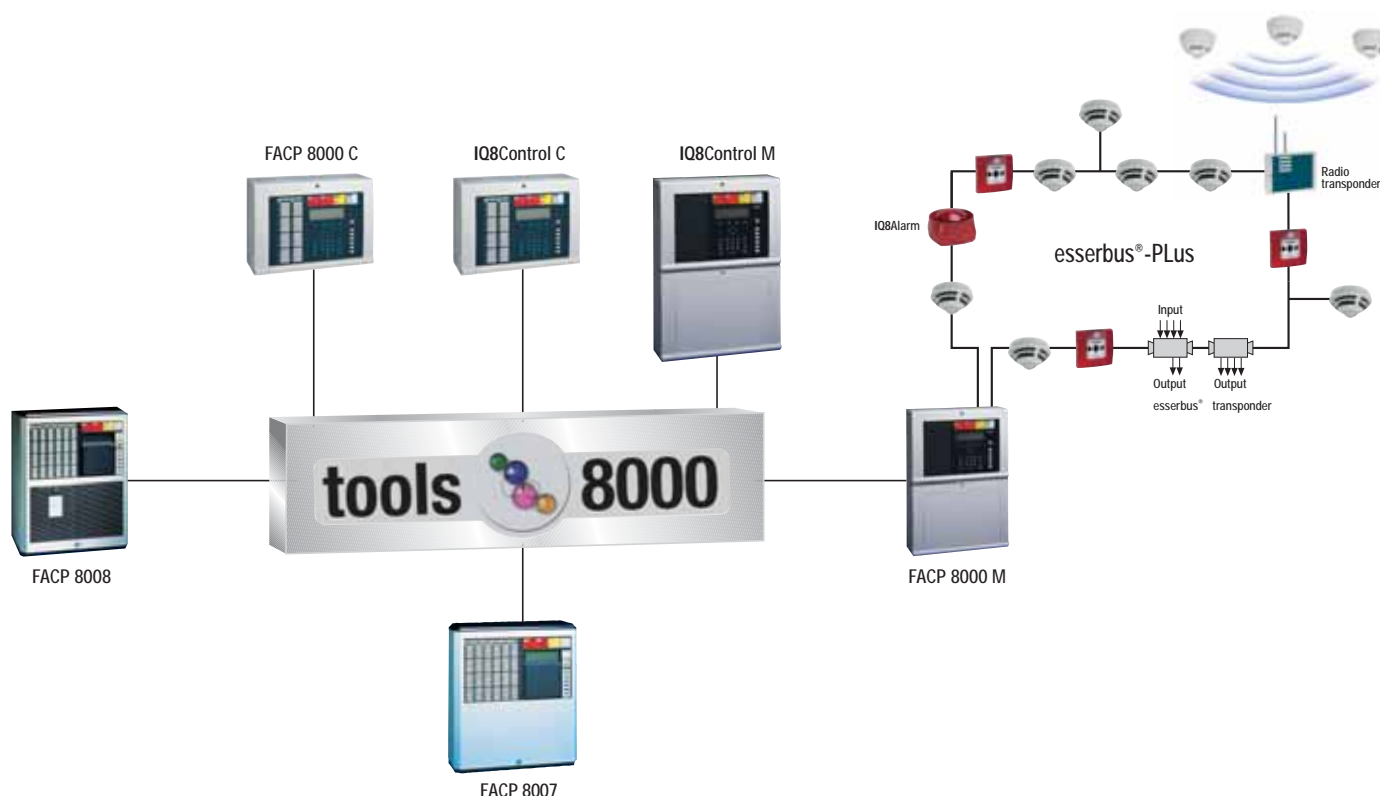 FACP 8000 C
IQ8Control C
IQ8Control M
Radio
transponder
IQ8Alarm
esserbus®-PLus
Input
Output
Output
esserbus® transponder
tools 8000
FACP 8008
FACP 8000 M
FACP 8007